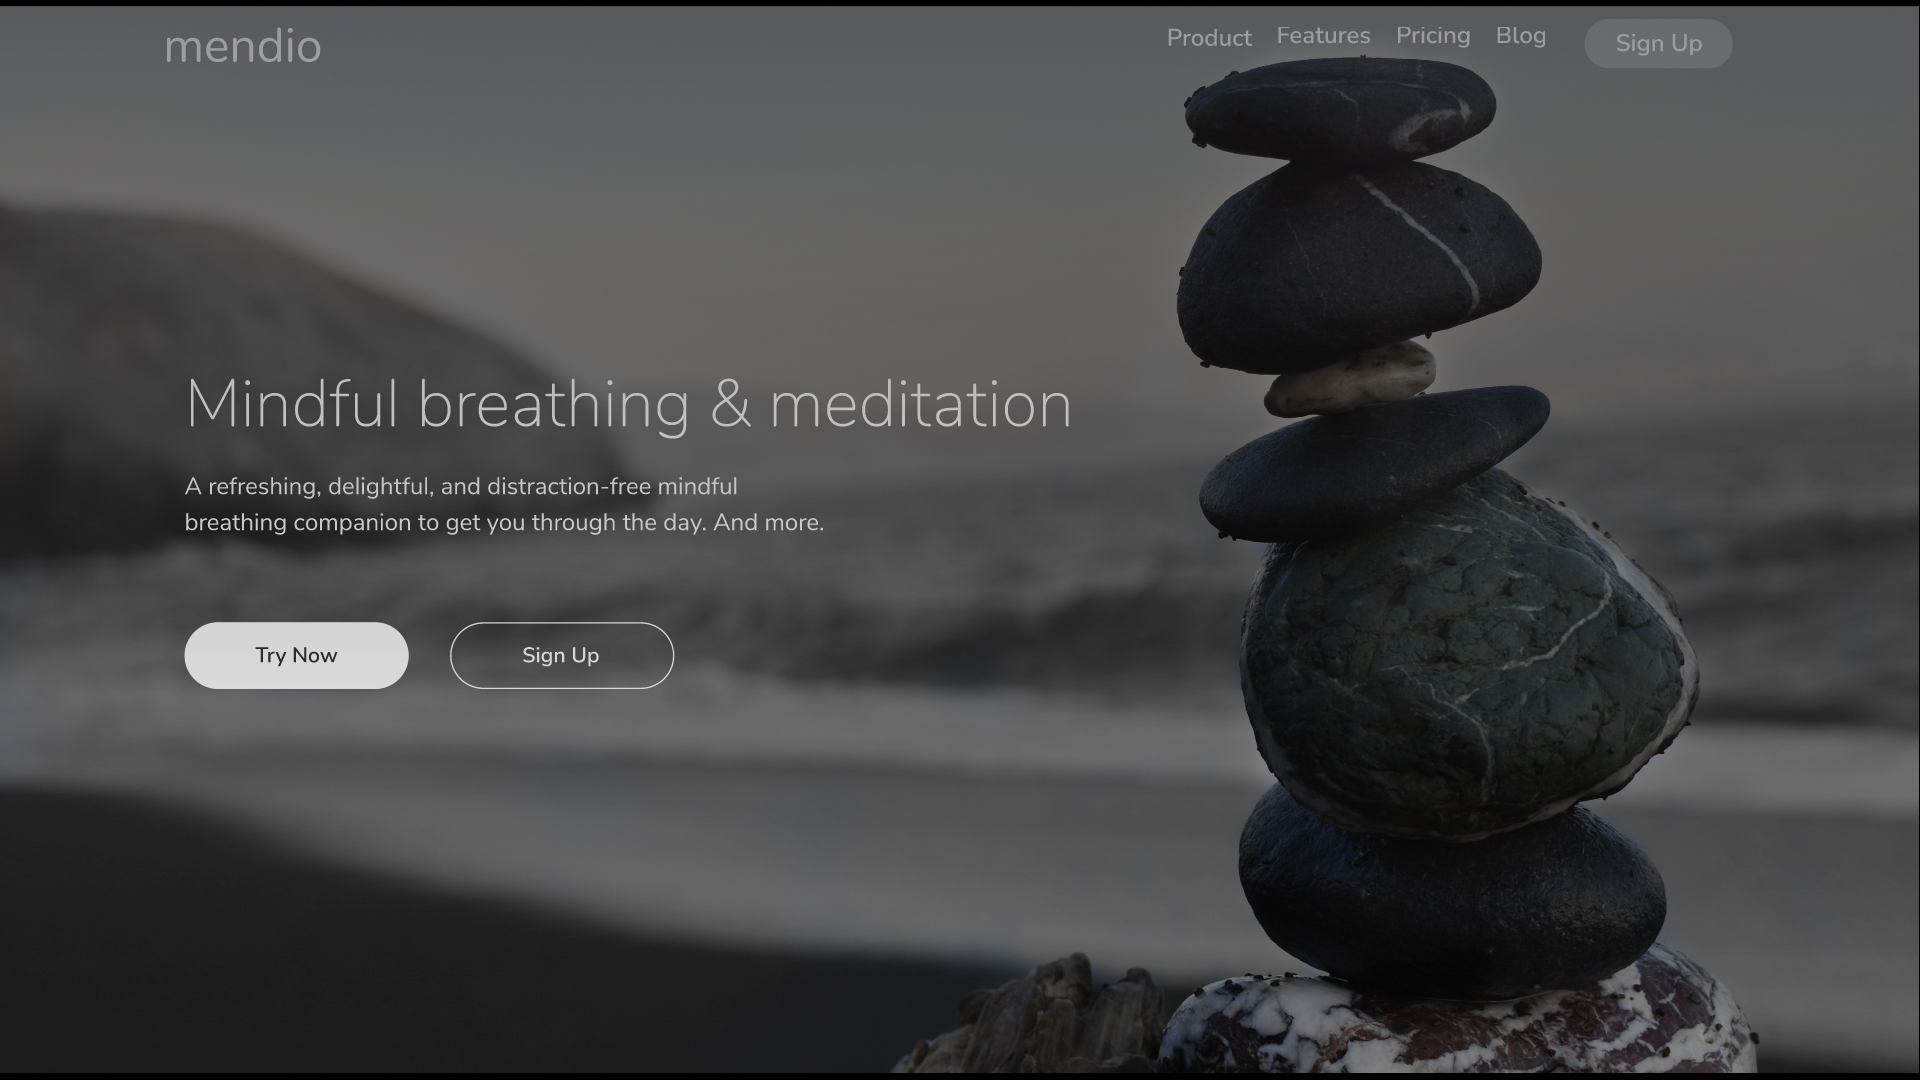 mendio
Product Features Pricing Blog Sign Up
Mindful breathing & meditation
A refreshing, delightful, and distraction-free mindful
breathing companion to get you through the day. And more.
Try Now Sign Up